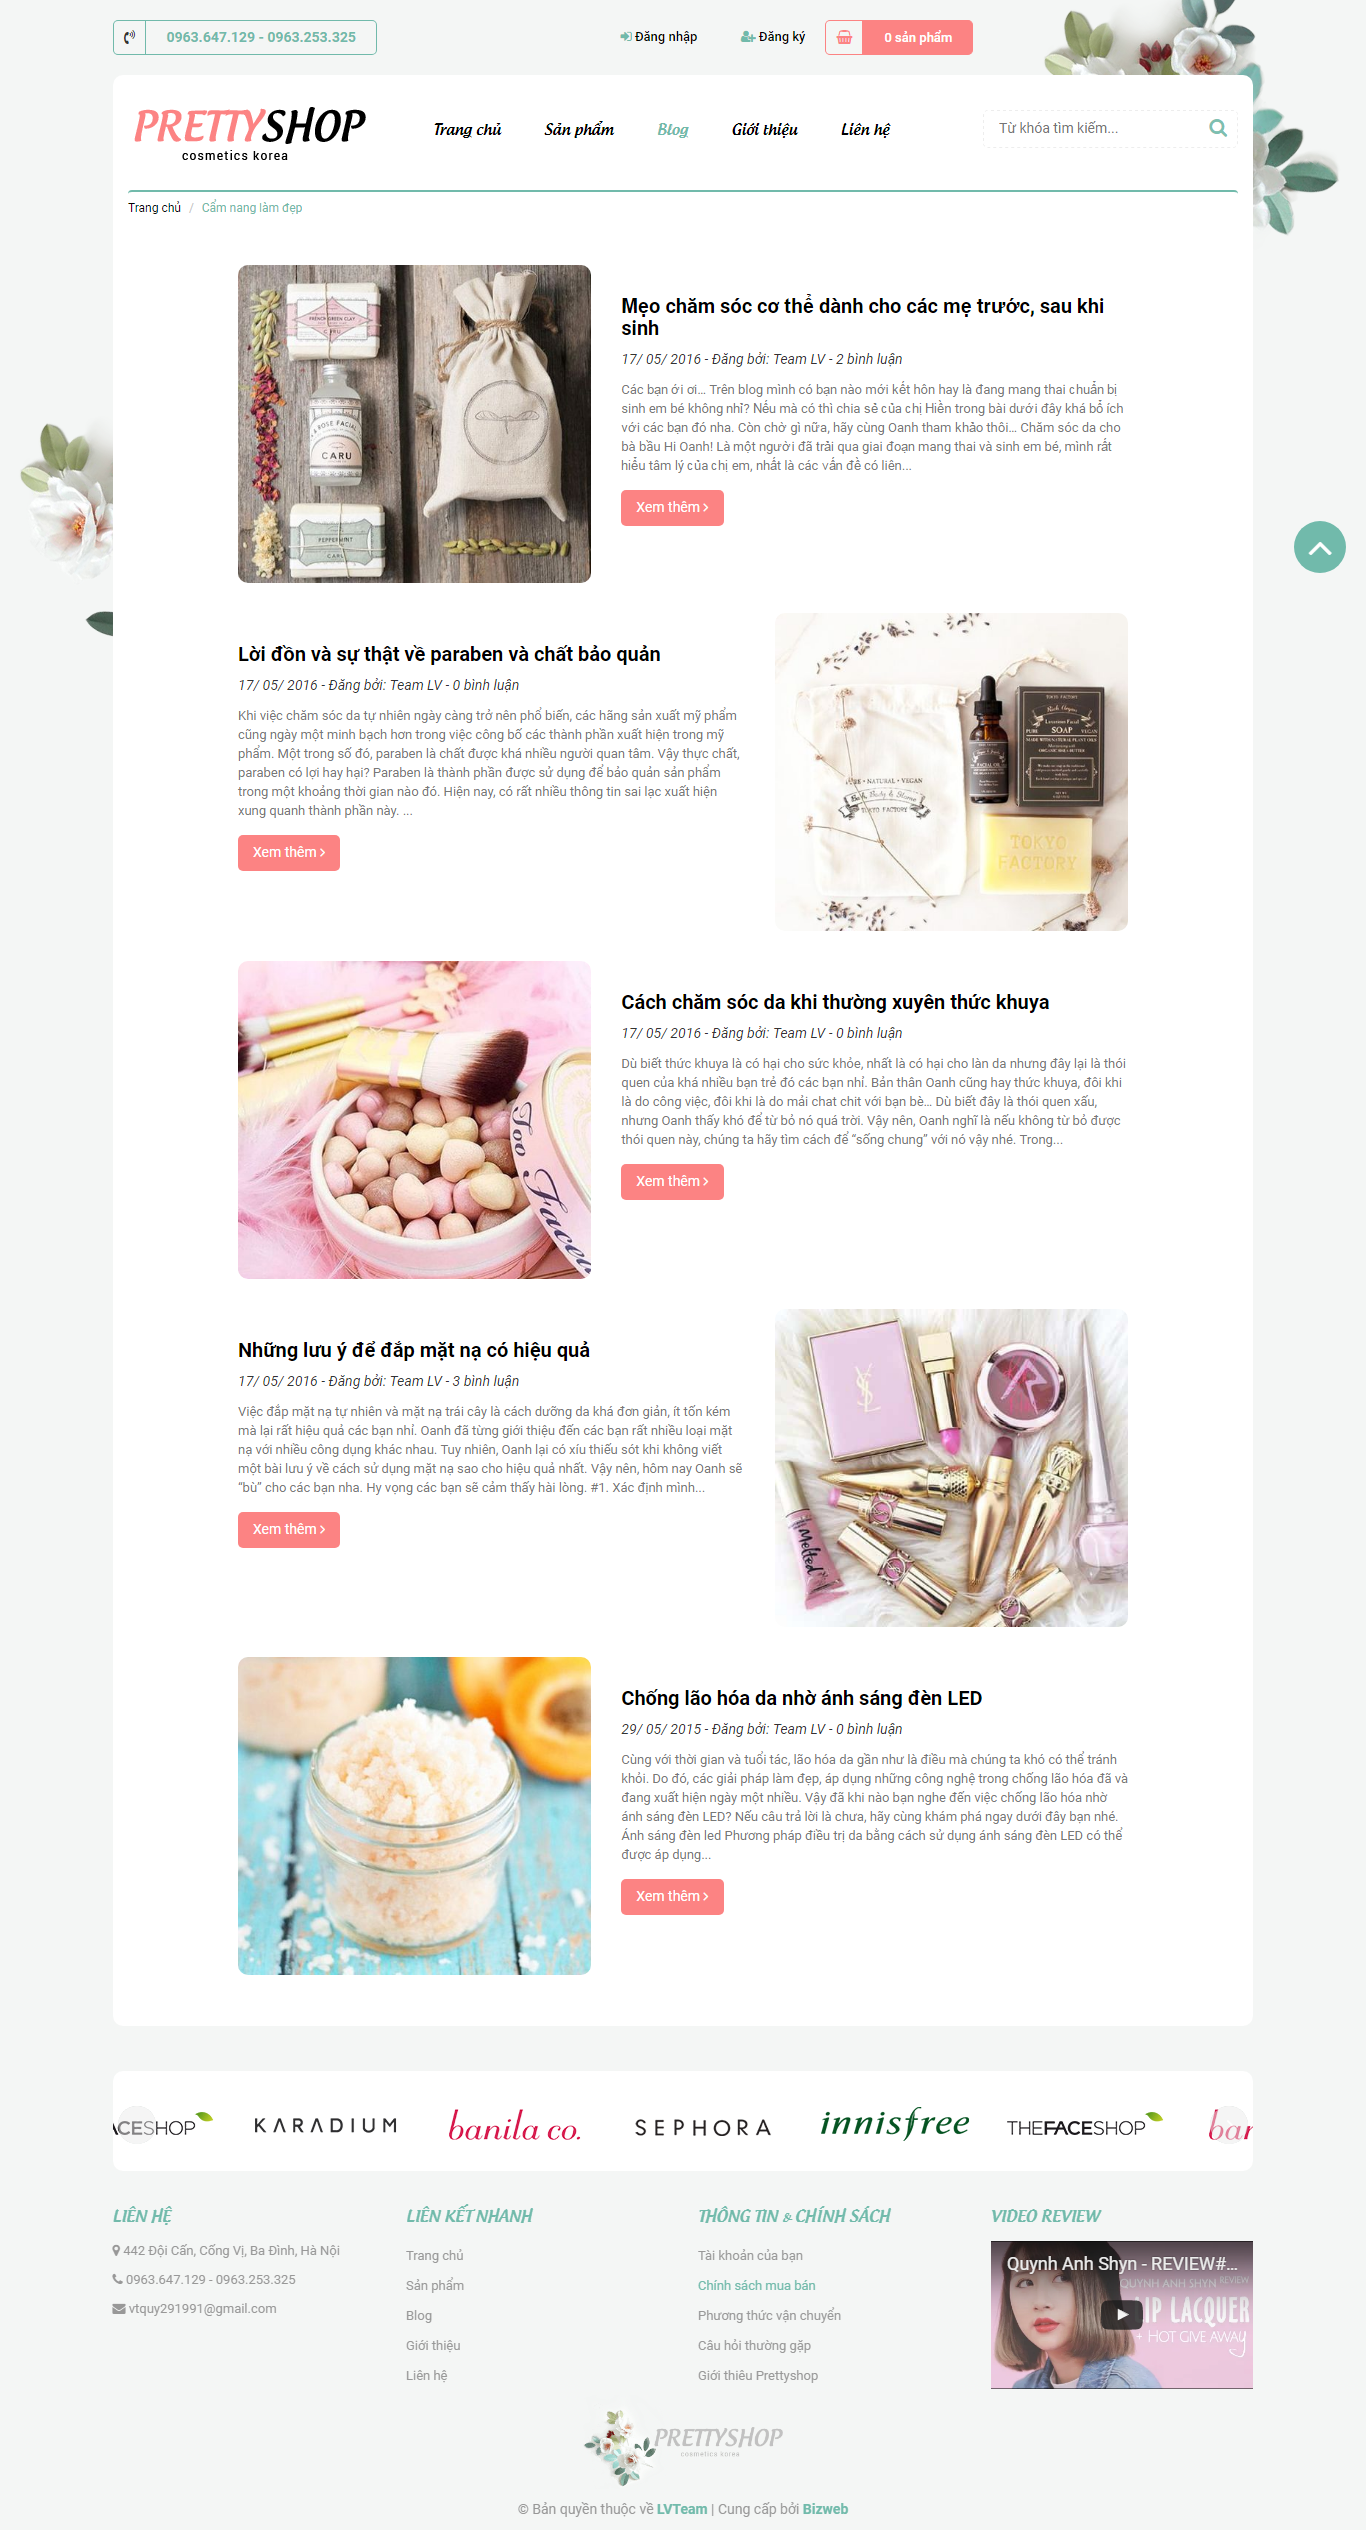 0963.647.129 - 0963.253.325
Đăng nhập
Đăng ký
0 sản phẩm
PRETTYSHOP
cosmetics korea
Trang chủ
Sản phẩm
Blog
Giới thiệu
Liên hệ
Từ khóa tìm kiếm...
Trang chủ / Cẩm nang làm đẹp
FRENCH GREEN CLAY
CARU
& ROSE FACIAL
CARU
PEPPERMINT
CARU
Mẹo chăm sóc cơ thể dành cho các mẹ trước, sau khi
sinh
17/ 05/ 2016 - Đăng bởi: Team LV - 2 bình luận
Các bạn ới ơi... Trên blog mình có bạn nào mới kết hôn hay là đang mang thai chuẩn bị
sinh em bé không nhỉ? Nếu mà có thì chia sẻ của chị Hiền trong bài dưới đây khá bổ ích
với các bạn đó nha. Còn chờ gì nữa, hãy cùng Oanh tham khảo thôi... Chăm sóc da cho
bà bầu Hi Oanh! Là một người đã trải qua giai đoạn mang thai và sinh em bé, mình rất
hiểu tâm lý của chị em, nhất là các vấn đề có liên...
Xem thêm
Lời đồn và sự thật về paraben và chất bảo quản
17/ 05/ 2016 - Đăng bởi: Team LV - 0 bình luận
Khi việc chăm sóc da tự nhiên ngày càng trở nên phổ biến, các hãng sản xuất mỹ phẩm
cũng ngày một minh bạch hơn trong việc công bố các thành phần xuất hiện trong mỹ
phẩm. Một trong số đó, paraben là chất được khá nhiều người quan tâm. Vậy thực chất,
paraben có lợi hay hại? Paraben là thành phần được sử dụng để bảo quản sản phẩm
trong một khoảng thời gian nào đó. Hiện nay, có rất nhiều thông tin sai lạc xuất hiện
xung quanh thành phần này. ...
Xem thêm
PURE SOAP VEGAN
FACIAL OIL
NATURAL • VEGAN
Bath, Body & Home
TOKYO FACTORY
TOKYO
FACTORY
Too Faced
Cách chăm sóc da khi thường xuyên thức khuya
17/ 05/ 2016 - Đăng bởi: Team LV - 0 bình luận
Dù biết thức khuya là có hại cho sức khỏe, nhất là có hại cho làn da nhưng đây lại là thói
quen của khá nhiều bạn trẻ đó các bạn nhỉ. Bản thân Oanh cũng hay thức khuya, đôi khi
là do công việc, đôi khi là do mải chat chit với bạn bè... Dù biết đây là thói quen xấu,
nhưng Oanh thấy khó để từ bỏ nó quá trời. Vậy nên, Oanh nghĩ là nếu không từ bỏ được
thói quen này, chúng ta hãy tìm cách để “sống chung” với nó vậy nhé. Trong...
Xem thêm
Những lưu ý để đắp mặt nạ có hiệu quả
17/ 05/ 2016 - Đăng bởi: Team LV - 3 bình luận
Việc đắp mặt nạ tự nhiên và mặt nạ trái cây là cách dưỡng da khá đơn giản, ít tốn kém
mà lại rất hiệu quả các bạn nhỉ. Oanh đã từng giới thiệu đến các bạn rất nhiều loại mặt
nạ với nhiều công dụng khác nhau. Tuy nhiên, Oanh lại có xíu thiếu sót khi không viết
một bài lưu ý về cách sử dụng mặt nạ sao cho hiệu quả nhất. Vậy nên, hôm nay Oanh sẽ
“bù” cho các bạn nha. Hy vọng các bạn sẽ cảm thấy hài lòng. #1. Xác định mình...
Xem thêm
YSL
Melted
Chống lão hóa da nhờ ánh sáng đèn LED
29/ 05/ 2015 - Đăng bởi: Team LV - 0 bình luận
Cùng với thời gian và tuổi tác, lão hóa da gần như là điều mà chúng ta khó có thể tránh
khỏi. Do đó, các giải pháp làm đẹp, áp dụng những công nghệ trong chống lão hóa đã và
đang xuất hiện ngày một nhiều. Vậy đã khi nào bạn nghe đến việc chống lão hóa nhờ
ánh sáng đèn LED? Nếu câu trả lời là chưa, hãy cùng khám phá ngay dưới đây bạn nhé.
Ánh sáng đèn led Phương pháp điều trị da bằng cách sử dụng ánh sáng đèn LED có thể
được áp dụng...
Xem thêm
ACESHOP
KARADIUM
banila co.
SEPHORA
innisfree
THEFACESHOP
ban
LIÊN HỆ
442 Đội Cấn, Cống Vị, Ba Đình, Hà Nội
0963.647.129 - 0963.253.325
vtquy291991@gmail.com
LIÊN KẾT NHANH
Trang chủ
Sản phẩm
Blog
Giới thiệu
Liên hệ
THÔNG TIN & CHÍNH SÁCH
Tài khoản của bạn
Chính sách mua bán
Phương thức vận chuyển
Câu hỏi thường gặp
Giới thiêu Prettyshop
VIDEO REVIEW
Quynh Anh Shyn - REVIEW#...
QUYNH ANH SHYN REVIEW
LIP LACQUER
+ HOT GIVE AWAY
PRETTYSHOP
cosmetics korea
© Bản quyền thuộc về LVTeam | Cung cấp bởi Bizweb